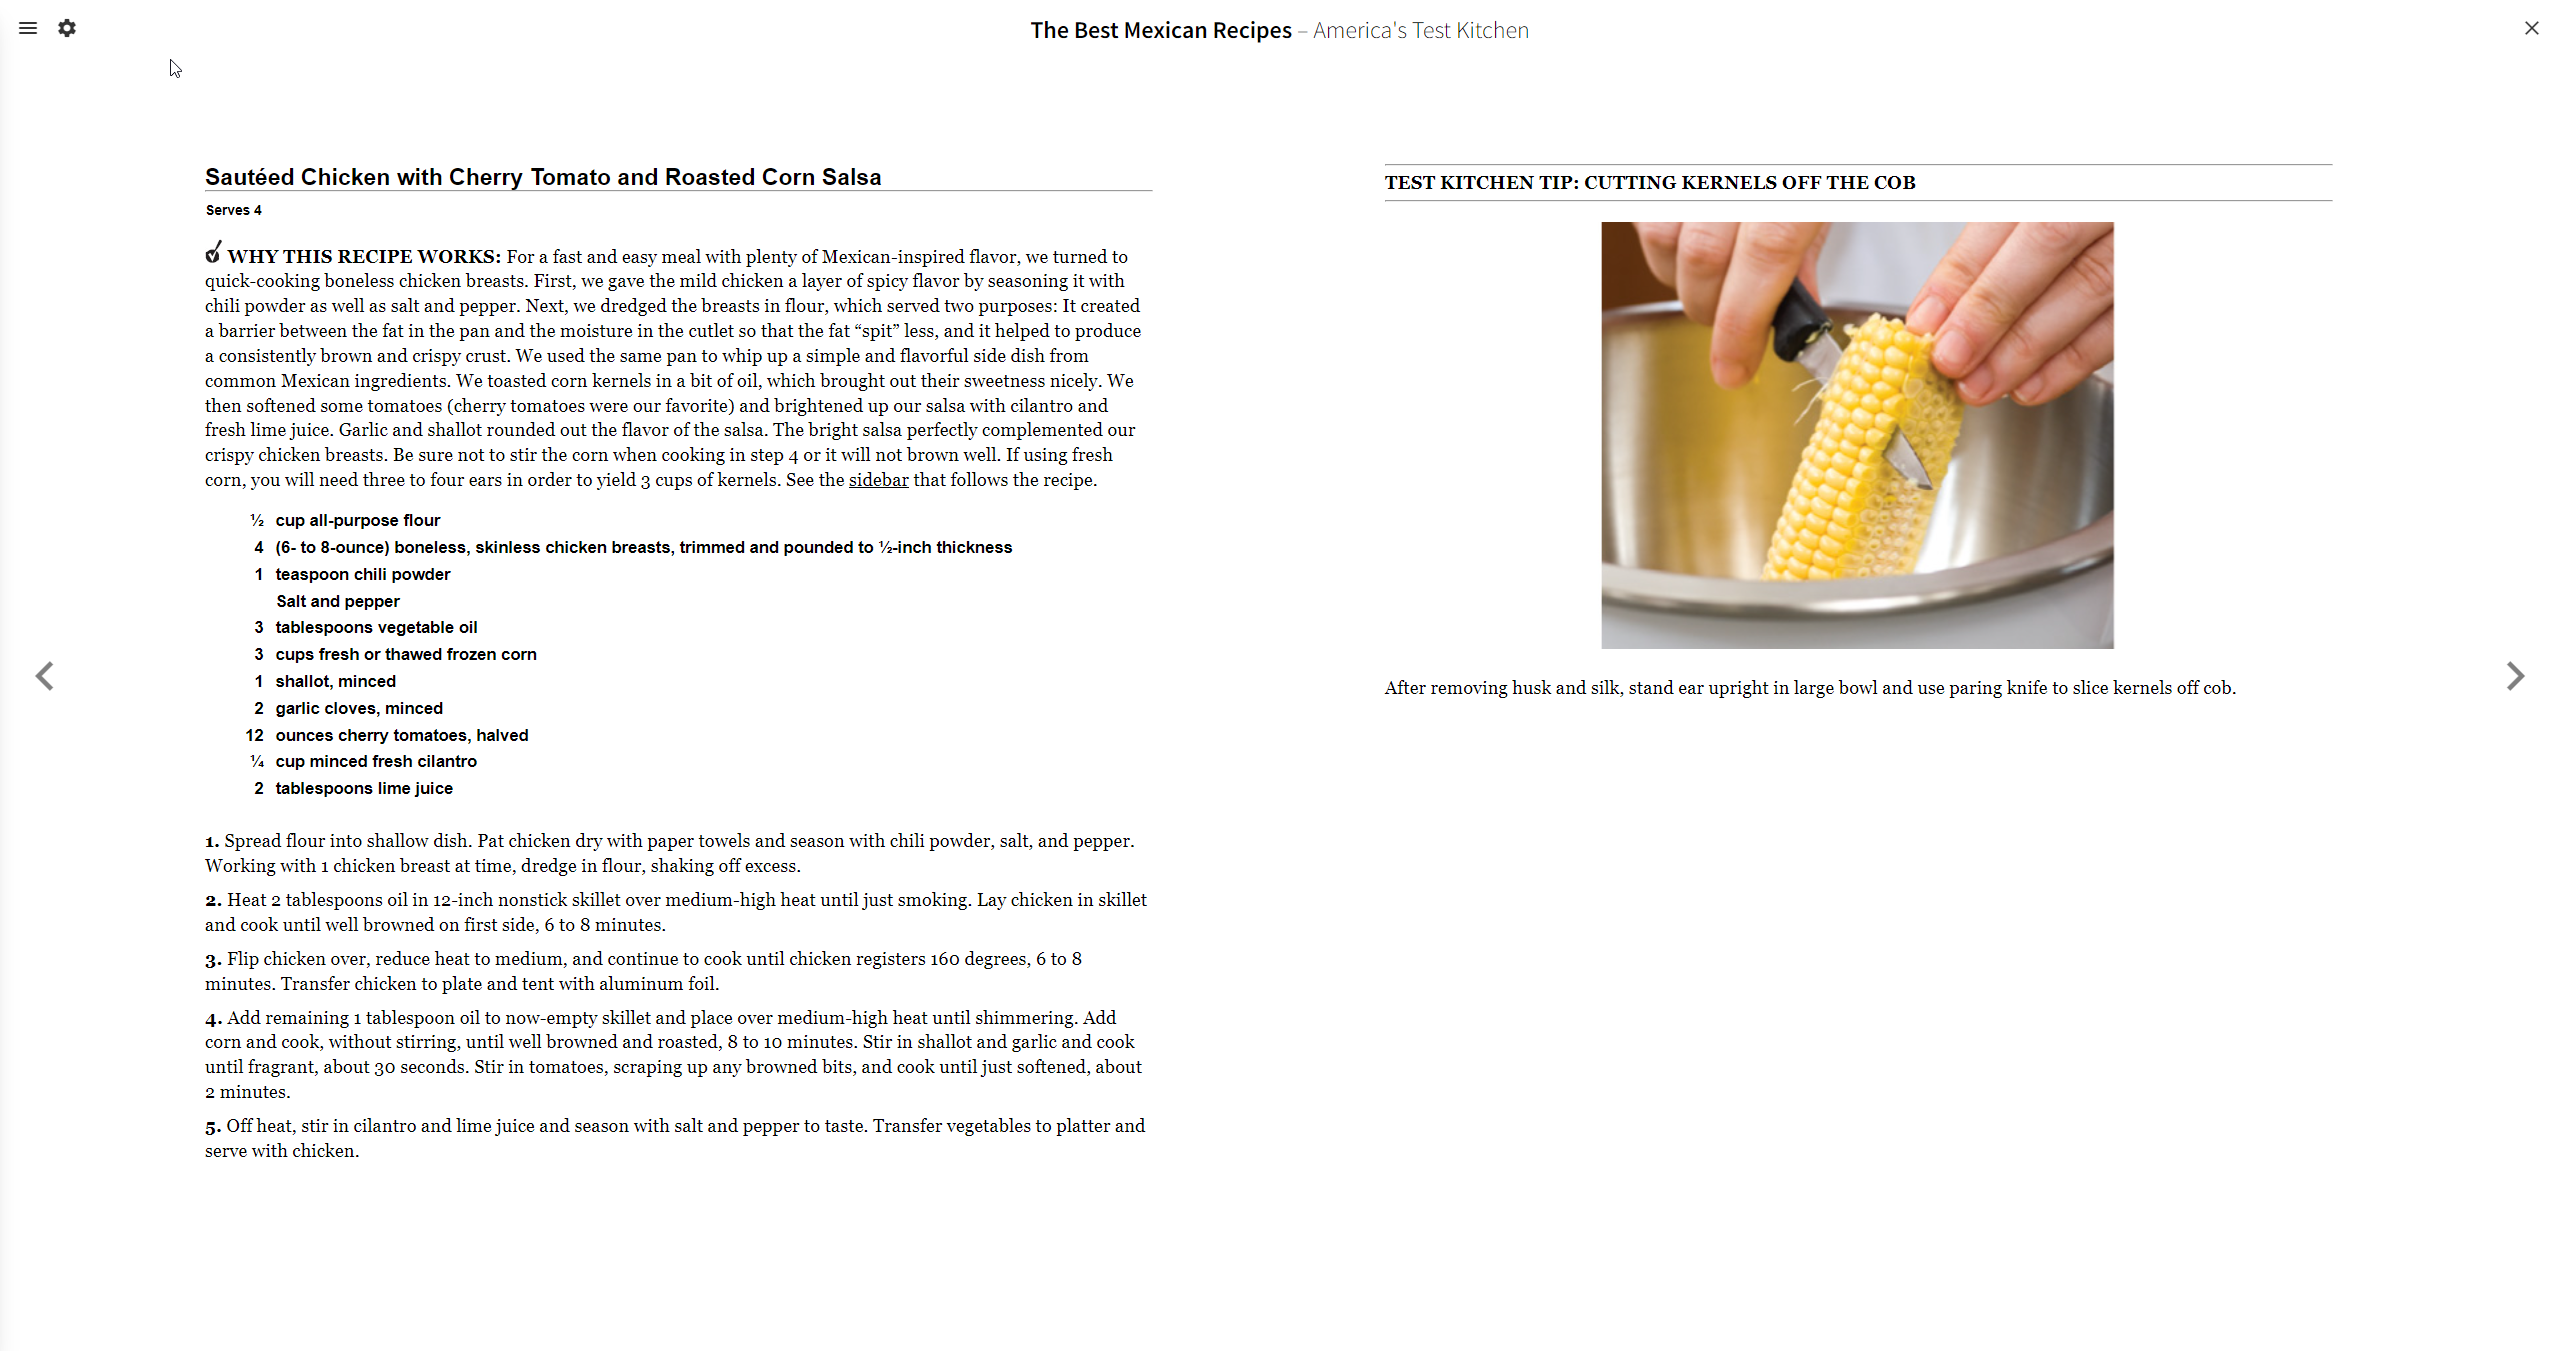 The Best Mexican Recipes – America's Test Kitchen
Sautéed Chicken with Cherry Tomato and Roasted Corn Salsa
Serves 4
WHY THIS RECIPE WORKS: For a fast and easy meal with plenty of Mexican-inspired flavor, we turned to
quick-cooking boneless chicken breasts. First, we gave the mild chicken a layer of spicy flavor by seasoning it with
chili powder as well as salt and pepper. Next, we dredged the breasts in flour, which served two purposes: It created
a barrier between the fat in the pan and the moisture in the cutlet so that the fat “spit” less, and it helped to produce
a consistently brown and crispy crust. We used the same pan to whip up a simple and flavorful side dish from
common Mexican ingredients. We toasted corn kernels in a bit of oil, which brought out their sweetness nicely. We
then softened some tomatoes (cherry tomatoes were our favorite) and brightened up our salsa with cilantro and
fresh lime juice. Garlic and shallot rounded out the flavor of the salsa. The bright salsa perfectly complemented our
crispy chicken breasts. Be sure not to stir the corn when cooking in step 4 or it will not brown well. If using fresh
corn, you will need three to four ears in order to yield 3 cups of kernels. See the sidebar that follows the recipe.
½ cup all-purpose flour
4 (6- to 8-ounce) boneless, skinless chicken breasts, trimmed and pounded to ½-inch thickness
1 teaspoon chili powder
Salt and pepper
3 tablespoons vegetable oil
3 cups fresh or thawed frozen corn
1 shallot, minced
2 garlic cloves, minced
12 ounces cherry tomatoes, halved
¼ cup minced fresh cilantro
2 tablespoons lime juice
1. Spread flour into shallow dish. Pat chicken dry with paper towels and season with chili powder, salt, and pepper.
Working with 1 chicken breast at time, dredge in flour, shaking off excess.
2. Heat 2 tablespoons oil in 12-inch nonstick skillet over medium-high heat until just smoking. Lay chicken in skillet
and cook until well browned on first side, 6 to 8 minutes.
3. Flip chicken over, reduce heat to medium, and continue to cook until chicken registers 160 degrees, 6 to 8
minutes. Transfer chicken to plate and tent with aluminum foil.
4. Add remaining 1 tablespoon oil to now-empty skillet and place over medium-high heat until shimmering. Add
corn and cook, without stirring, until well browned and roasted, 8 to 10 minutes. Stir in shallot and garlic and cook
until fragrant, about 30 seconds. Stir in tomatoes, scraping up any browned bits, and cook until just softened, about
2 minutes.
5. Off heat, stir in cilantro and lime juice and season with salt and pepper to taste. Transfer vegetables to platter and
serve with chicken.
TEST KITCHEN TIP: CUTTING KERNELS OFF THE COB
After removing husk and silk, stand ear upright in large bowl and use paring knife to slice kernels off cob.